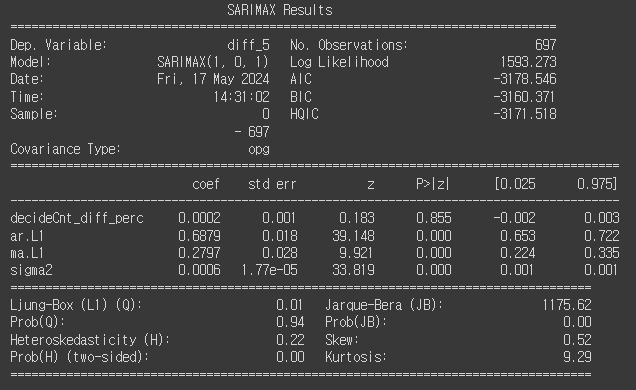 SARIMAX Results
==============================================================================
Dep. Variable: diff_5 No. Observations: 697
Model: SARIMAX(1, 0, 1) Log Likelihood 1593.273
Date: Fri, 17 May 2024 AIC -3178.546
Time: 14:31:02 BIC -3160.371
Sample: 0 HQIC -3171.518
- 697
Covariance Type: opg
==============================================================================
coef std err z P>|z| [0.025 0.975]
------------------------------------------------------------------------------
decideCnt_diff_perc 0.0002 0.001 0.183 0.855 -0.002 0.003
ar.L1 0.6879 0.018 39.148 0.000 0.653 0.722
ma.L1 0.2797 0.028 9.921 0.000 0.224 0.335
sigma2 0.0006 1.77e-05 33.819 0.000 0.001 0.001
==============================================================================
Ljung-Box (L1) (Q): 0.01 Jarque-Bera (JB): 1175.62
Prob(Q): 0.94 Prob(JB): 0.00
Heteroskedasticity (H): 0.22 Skew: 0.52
Prob(H) (two-sided): 0.00 Kurtosis: 9.29
==============================================================================